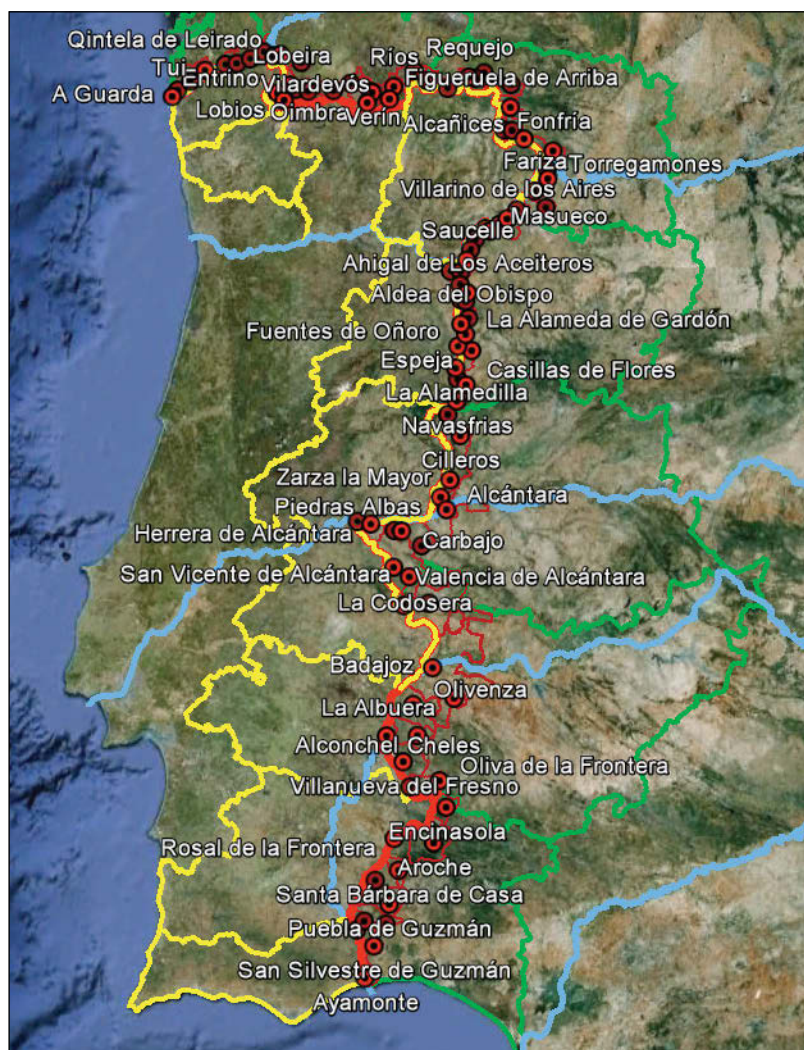 Qintela de Leirado
Lobeira
Rios
Requejo
Tui
Entrino
Vilardevós
Figueruela de Arriba
A Guarda
Lobios
Oimbra
Verín
Alcañices
Fonfría
Fariza
Torregamones
Villarino de los Aires
Masueco
Saucelle
Ahigal de Los Aceiteros
Aldea del Obispo
Fuentes de Oñoro
La Alameda de Gardón
Espeja
Casillas de Flores
La Alamedilla
Navasfrias
Cilleros
Zarza la Mayor
Alcántara
Piedras Albas
Herrera de Alcántara
Carbajo
San Vicente de Alcántara
Valencia de Alcántara
La Codosera
Badajoz
Olivenza
La Albuera
Alconchel
Cheles
Oliva de la Frontera
Villanueva del Fresno
Encinasola
Rosal de la Frontera
Aroche
Santa Bárbara de Casa
Puebla de Guzmán
San Silvestre de Guzmán
Ayamonte